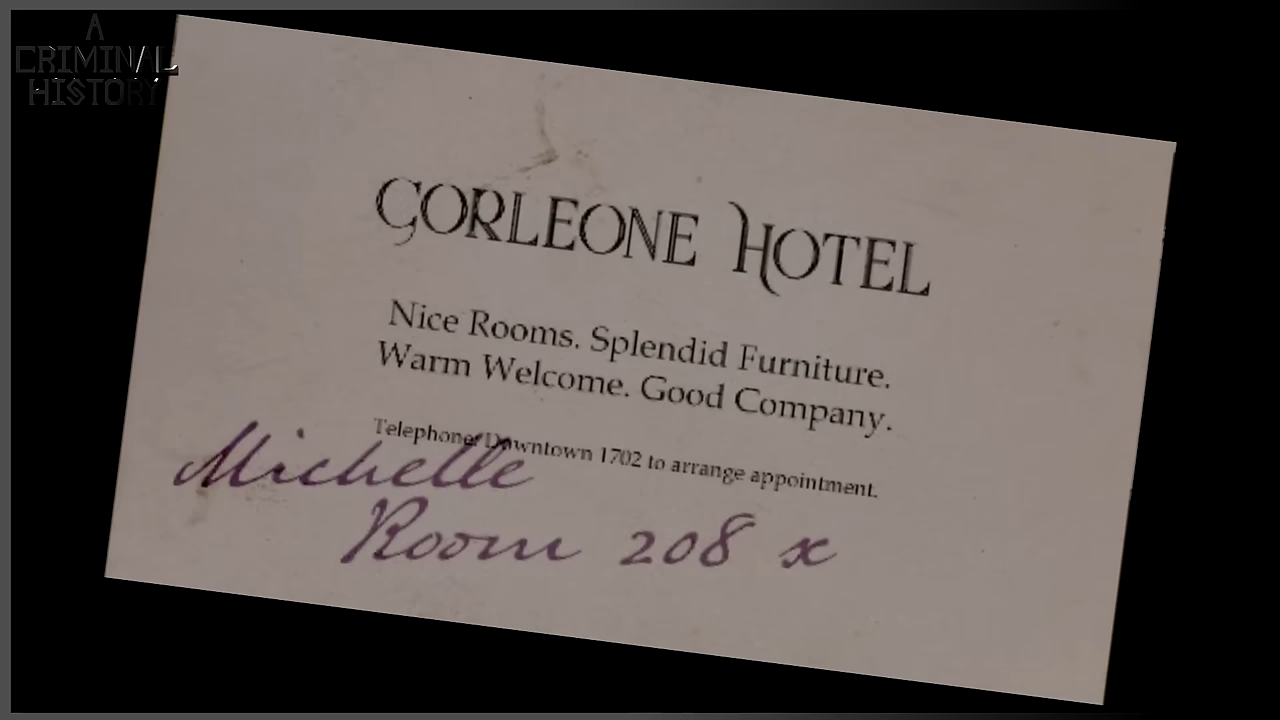 A
CRIMINAL
HISTORY
CORLEONE HOTEL
Nice Rooms. Splendid Furniture.
Warm Welcome. Good Company.
Telephone Downtown 1702 to arrange appointment.
Michelle
Room 208 x